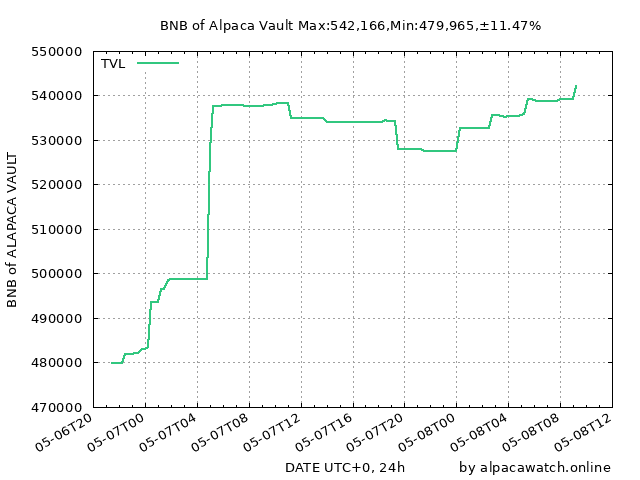 BNB of Alpaca Vault Max:542,166,Min:479,965,±11.47%
TVL
550000
540000
530000
520000
510000
500000
490000
480000
470000
BNB of ALAPACA VAULT
05-06T20
05-07T00
05-07T04
05-07T08
05-07T12
05-07T16
05-07T20
05-08T00
05-08T04
05-08T08
05-08T12
DATE UTC+0, 24h
by alpacawatch.online